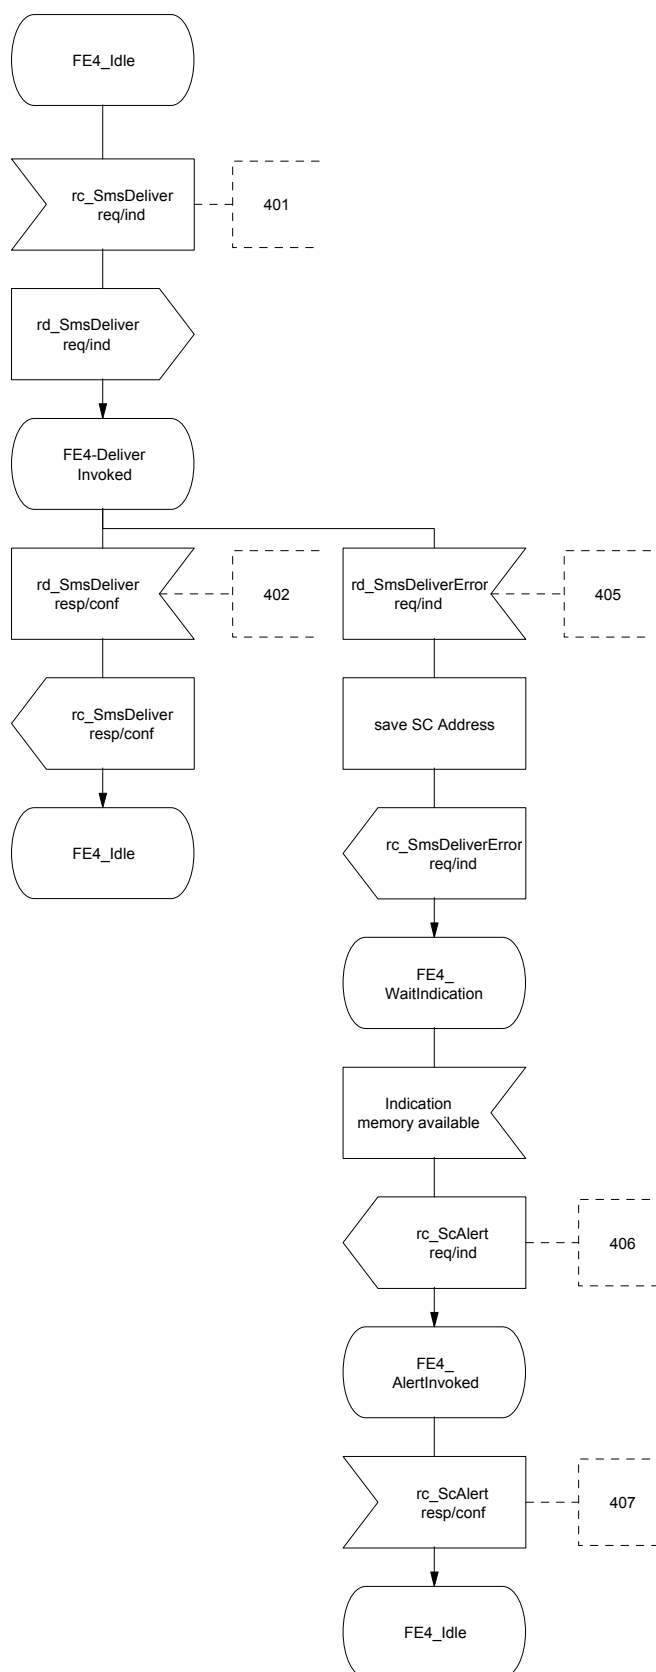 FE4_Idle
rc_SmsDeliver
req/ind
401
rd_SmsDeliver
req/ind
FE4-Deliver
Invoked
rd_SmsDeliver
resp/conf
402
rd_SmsDeliverError
req/ind
405
rc_SmsDeliver
resp/conf
save SC Address
FE4_Idle
rc_SmsDeliverError
req/ind
FE4_
WaitIndication
Indication
memory available
rc_ScAlert
req/ind
406
FE4_
AlertInvoked
rc_ScAlert
resp/conf
407
FE4_Idle